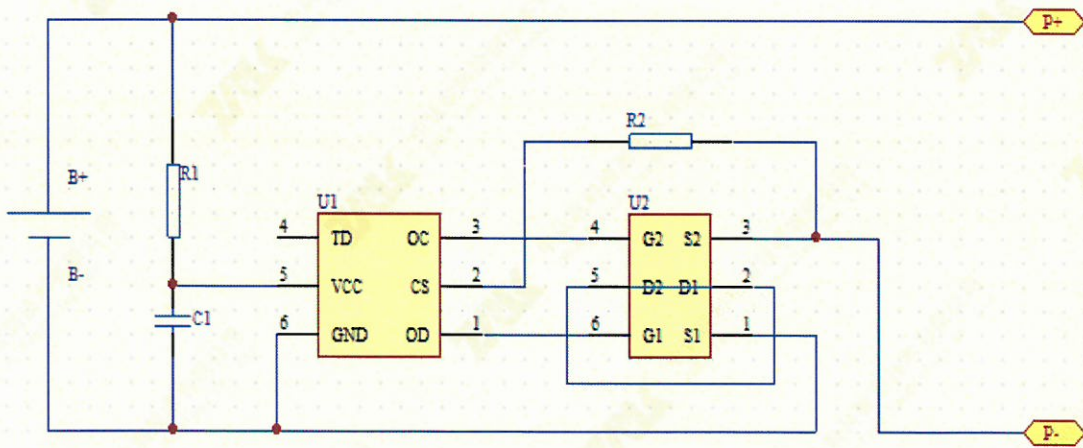 P+
R2
B+
R1
U1
U2
4 TD OC 3
4 G2 S2 3
B-
5 VCC CS 2
5 D2 D1 2
C1
6 GND OD 1
6 G1 S1 1
P-